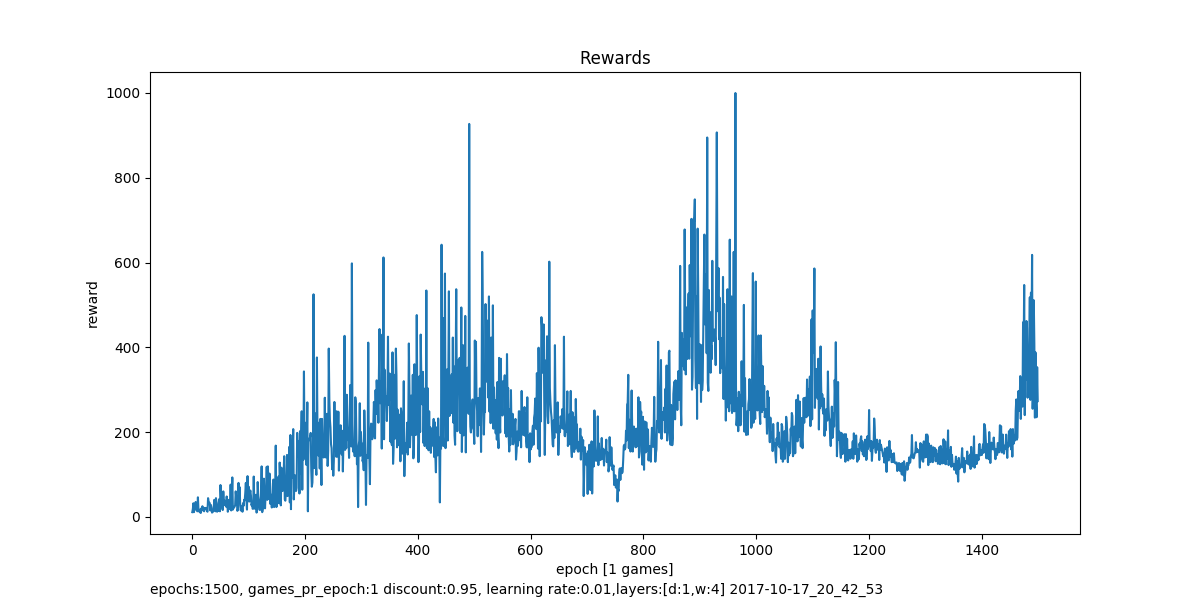 Rewards
1000
800
600
400
200
0
reward
0 200 400 600 800 1000 1200 1400
epoch [1 games]
epochs:1500, games_pr_epoch:1 discount:0.95, learning rate:0.01,layers:[d:1,w:4] 2017-10-17_20_42_53